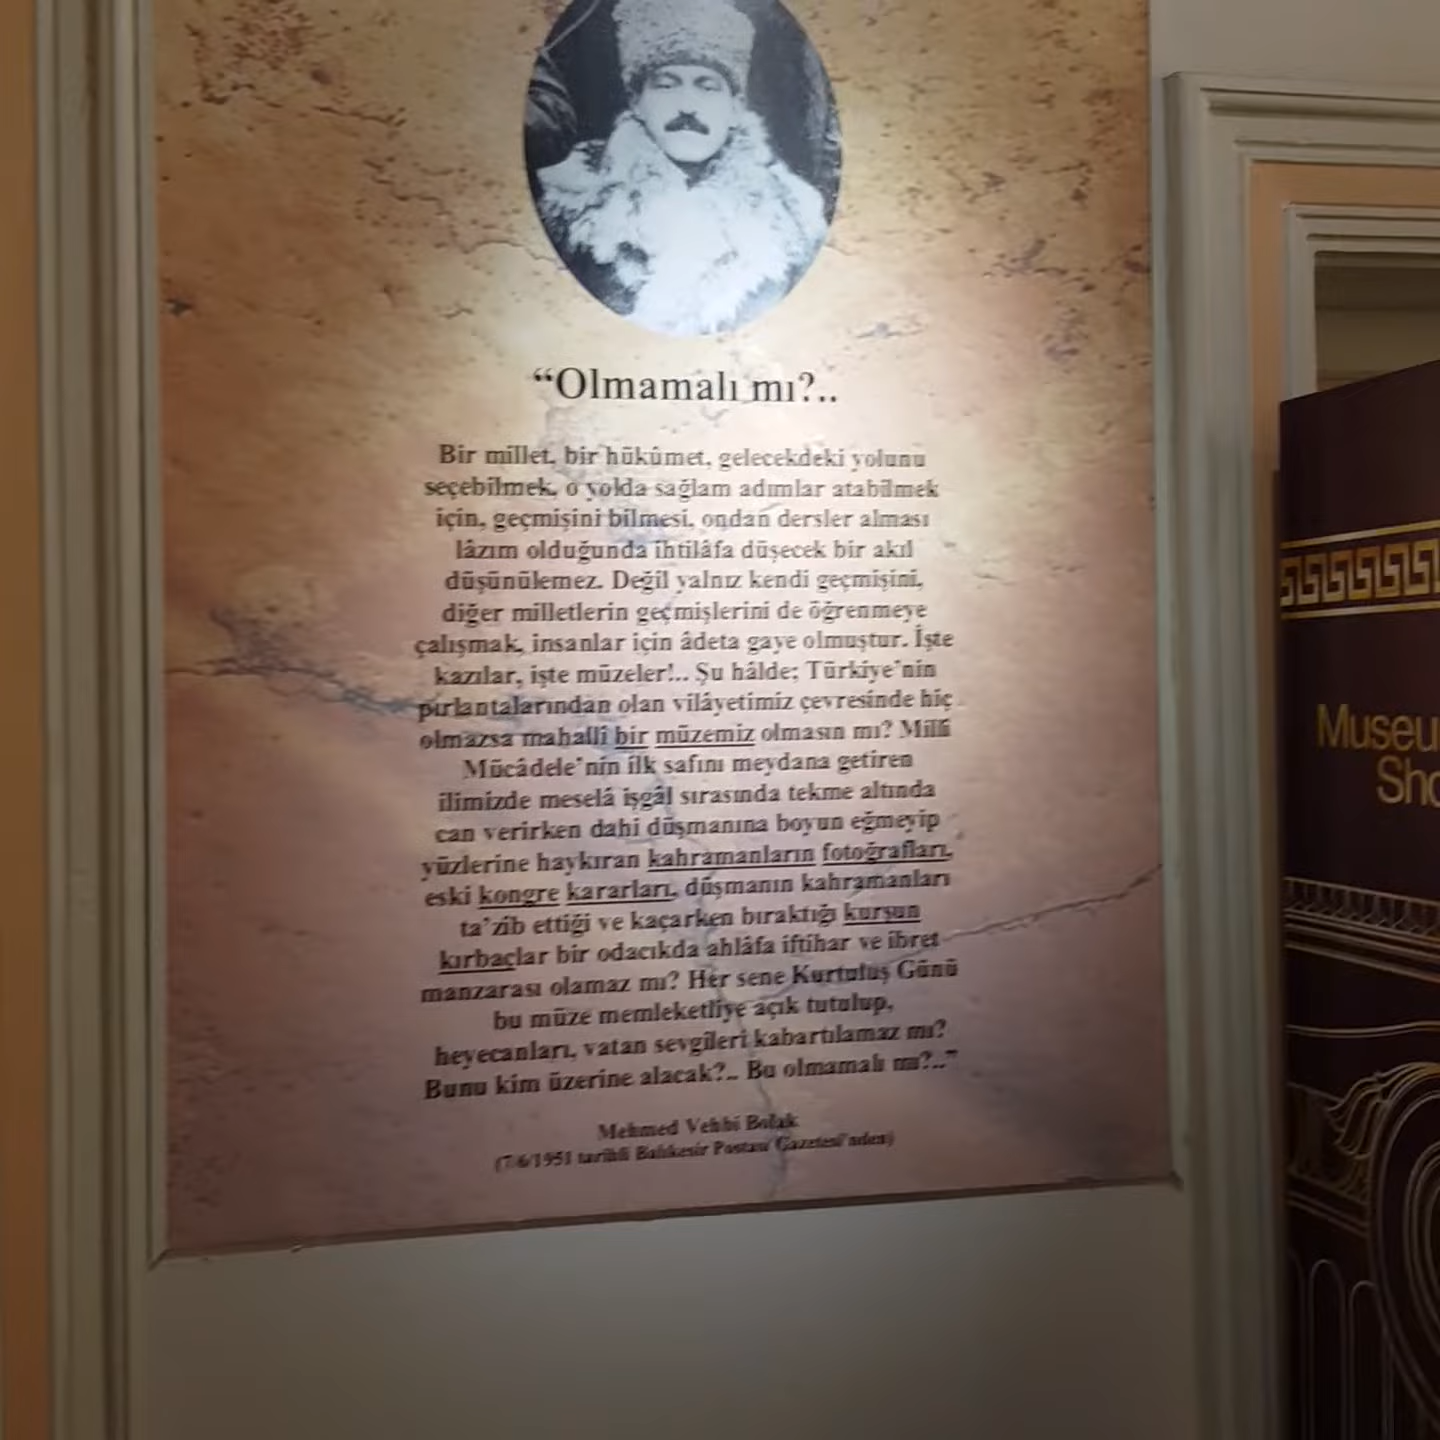 “Olmamalı mı?..
Bir millet, bir hükûmet, gelecekdeki yolunu
seçebilmek, o yolda sağlam adımlar atabilmek
için, geçmişini bilmesi, ondan dersler alması
lâzım olduğunda ihtilâfa düşecek bir akıl
düşünülemez. Değil yalnız kendi geçmişini,
diğer milletlerin geçmişlerini de öğrenmeye
çalışmak, insanlar için âdeta gaye olmuştur. İşte
kazılar, işte müzeler!.. Şu hâlde; Türkiye’nin
pırlantalarından olan vilâyetimiz çevresinde hiç
olmazsa mahallî bir müzemiz olmasın mı? Millî
Mücâdele’nin ilk safını meydana getiren
ilimizde meselâ işgâl sırasında tekme altında
can verirken dahi düşmanına boyun eğmeyip
yüzlerine haykıran kahramanların fotoğrafları,
eski kongre kararları, düşmanın kahramanları
ta’zîb ettiği ve kaçarken bıraktığı kurşun
kırbaçlar bir odacıkda ahlâfa iftihar ve ibret
manzarası olamaz mı? Her sene Kurtuluş Günü
bu müze memleketliye açık tutulup,
heyecanları, vatan sevgileri kabartılamaz mı?
Bunu kim üzerine alacak?.. Bu olmamalı mı?..”
Mehmed Vehbi Bolak
(7/6/1951 tarihli Balıkesir Postası Gazetesi’nden)
Museu
Sho